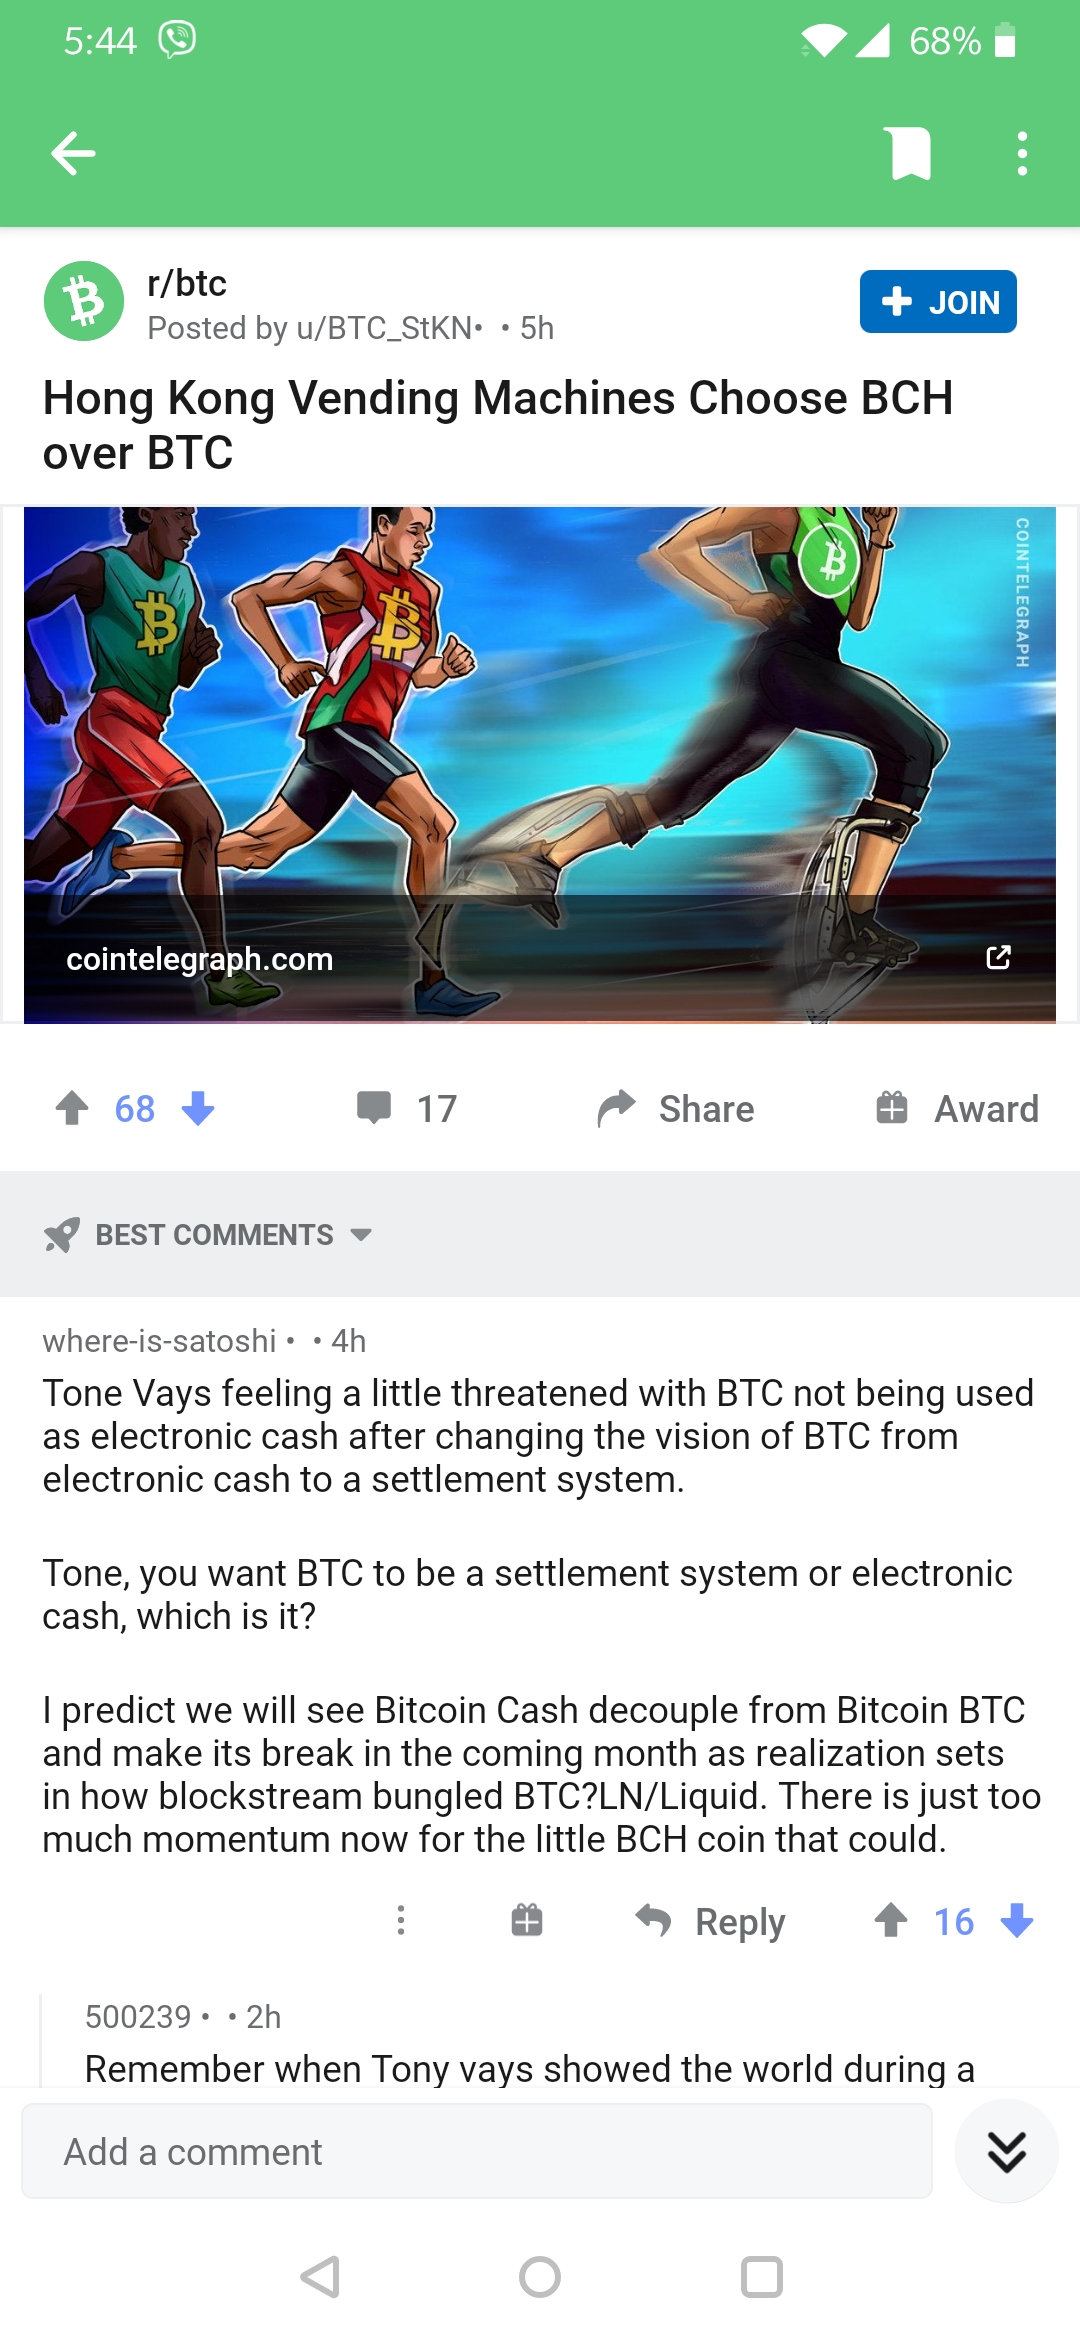 5:44
68%
r/btc
JOIN
Posted by u/BTC_StKN• • 5h
Hong Kong Vending Machines Choose BCH
over BTC
COINTELEGRAPH
cointelegraph.com
68
17
Share
Award
BEST COMMENTS
where-is-satoshi • • 4h
Tone Vays feeling a little threatened with BTC not being used
as electronic cash after changing the vision of BTC from
electronic cash to a settlement system.
Tone, you want BTC to be a settlement system or electronic
cash, which is it?
I predict we will see Bitcoin Cash decouple from Bitcoin BTC
and make its break in the coming month as realization sets
in how blockstream bungled BTC?LN/Liquid. There is just too
much momentum now for the little BCH coin that could.
Reply
16
500239 • • 2h
Remember when Tony vays showed the world during a
Add a comment